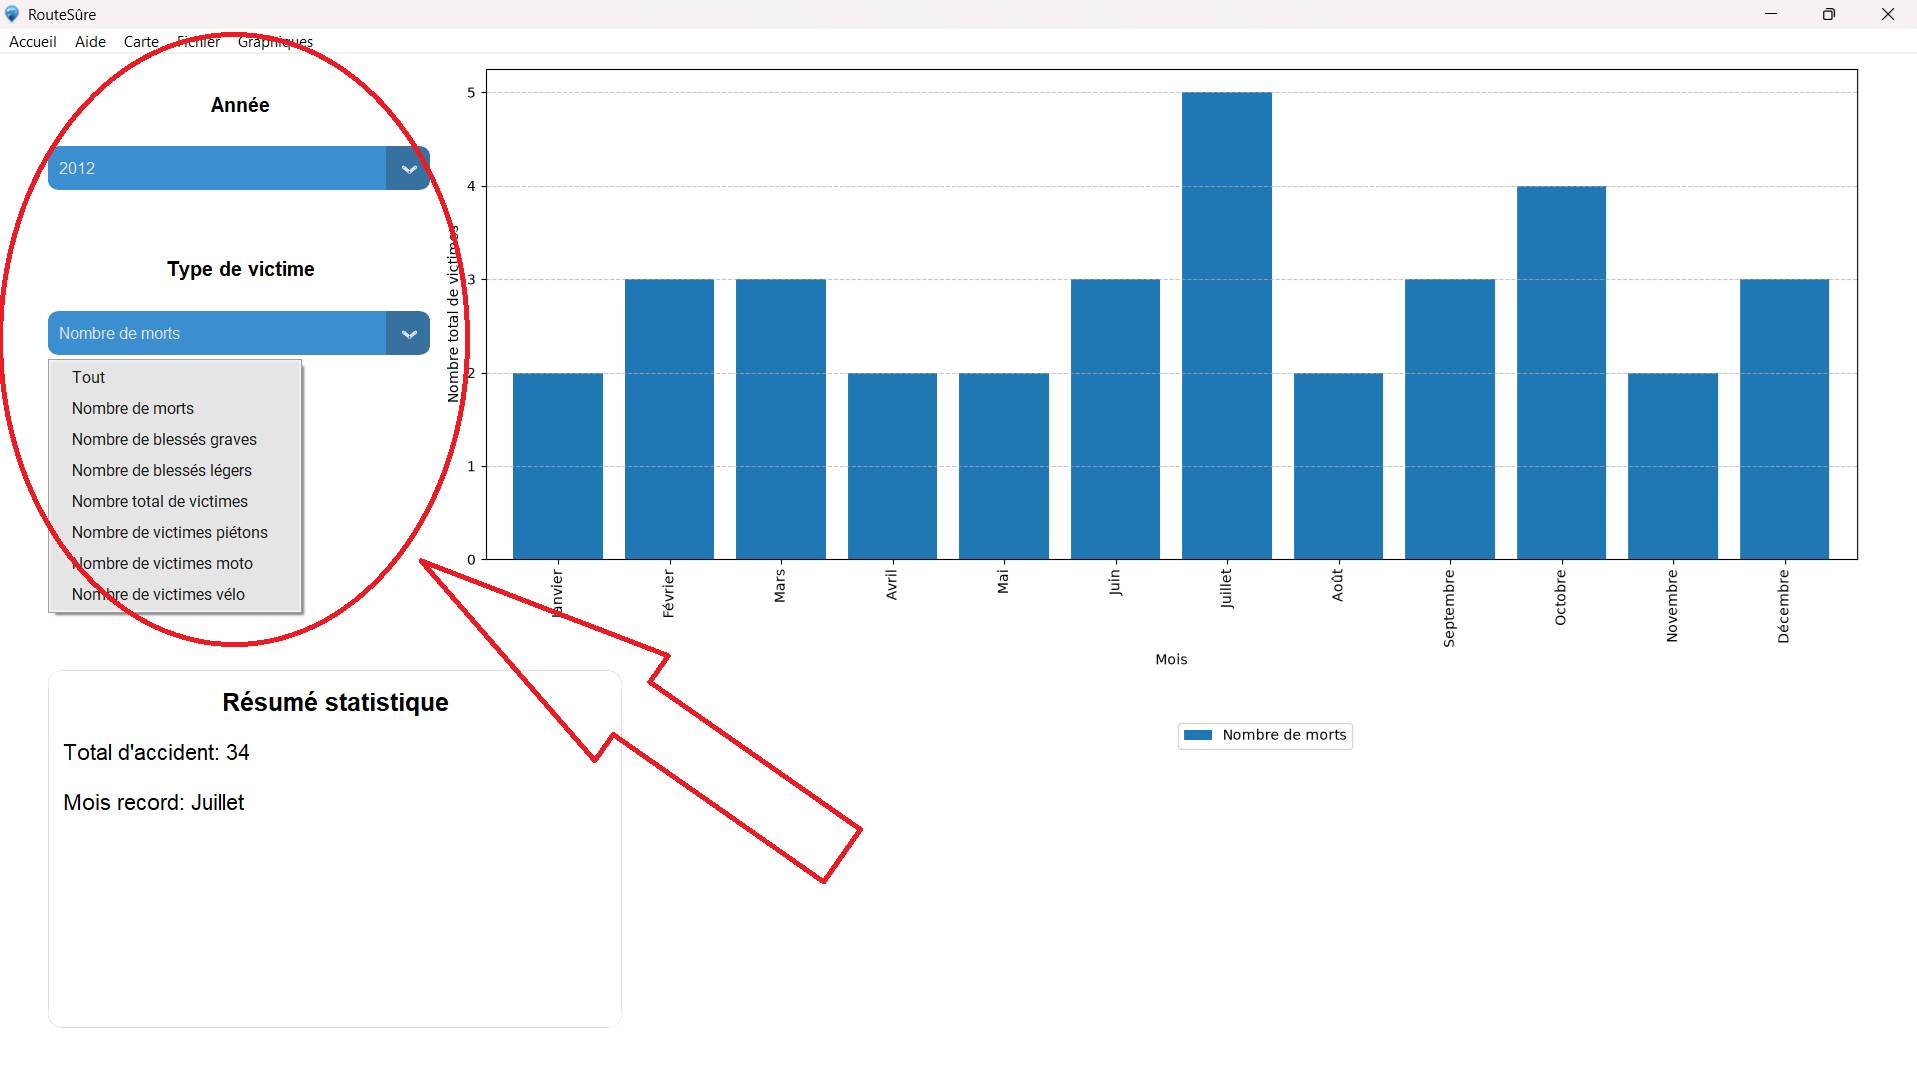 RouteSûre
Accueil Aide Carte Fichier Graphiques
Année
2012
Type de victime
Nombre de morts
Tout
Nombre de morts
Nombre de blessés graves
Nombre de blessés légers
Nombre total de victimes
Nombre de victimes piétons
Nombre de victimes moto
Nombre de victimes vélo
Nombre total de victimes
5
4
3
2
1
0
Janvier Février Mars Avril Mai Juin Juillet Août Septembre Octobre Novembre Décembre
Mois
Nombre de morts
Résumé statistique
Total d'accident: 34
Mois record: Juillet